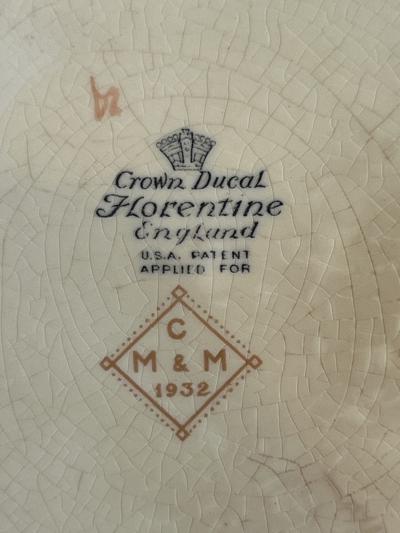 Crown Ducal
Florentine
England
U.S.A. PATENT
APPLIED FOR
C
M & M
1932